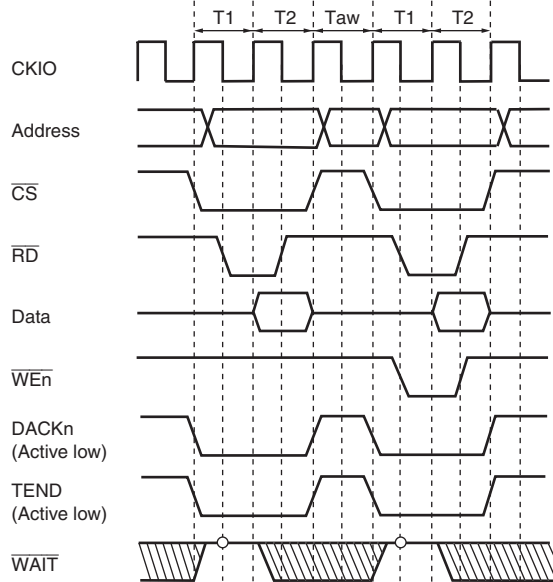 T1 T2 Taw T1 T2
CKIO
Address
CS
RD
Data
WEn
DACKn
(Active low)
TEND
(Active low)
WAIT